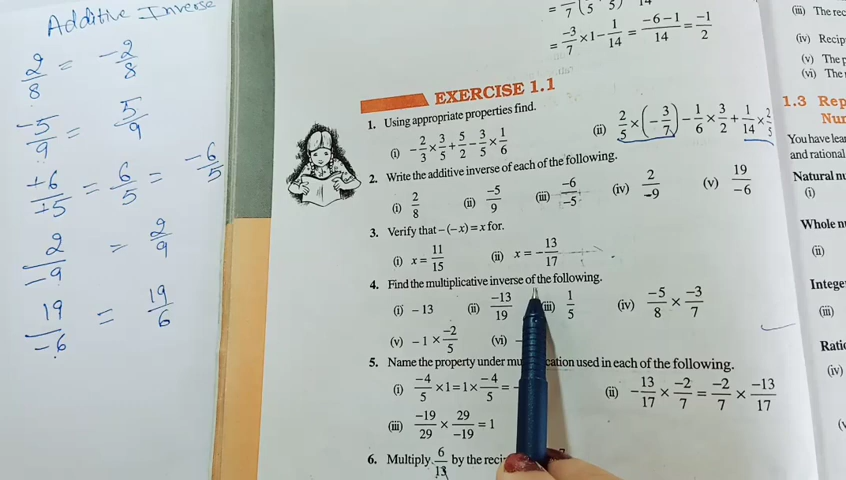 Additive Inverse
2/8 = -2/8
-5/9 = 5/9
+6/+5 = 6/5 = -6/5
2/-9 = 2/9
19/-6 = 19/6
= -3/7 × 1 - 1/14 = -6-1/14 = -1/2
EXERCISE 1.1
1. Using appropriate properties find.
(i) -2/3 × 3/5 + 5/2 - 3/5 × 1/6 (ii) 2/5 × (-3/7) - 1/6 × 3/2 + 1/14 × 2/5
2. Write the additive inverse of each of the following.
(i) 2/8 (ii) -5/9 (iii) -6/-5 (iv) 2/-9 (v) 19/-6
3. Verify that -(-x) = x for.
(i) x = 11/15 (ii) x = -13/17
4. Find the multiplicative inverse of the following.
(i) -13 (ii) -13/19 (iii) 1/5 (iv) -5/8 × -3/7
(v) -1 × -2/5 (vi) -
5. Name the property under mu cation used in each of the following.
(i) -4/5 × 1 = 1 × -4/5 = - (ii) -13/17 × -2/7 = -2/7 × -13/17
(iii) -19/29 × 29/-19 = 1
6. Multiply 6/13 by the reci
(iii) The rec
(iv) Recip
(v) The p
(vi) The
1.3 Rep
Nu
You have lea
and rational
Natural n
(i)
Whole n
(ii)
Intege
(iii)
Ratio
(iv)